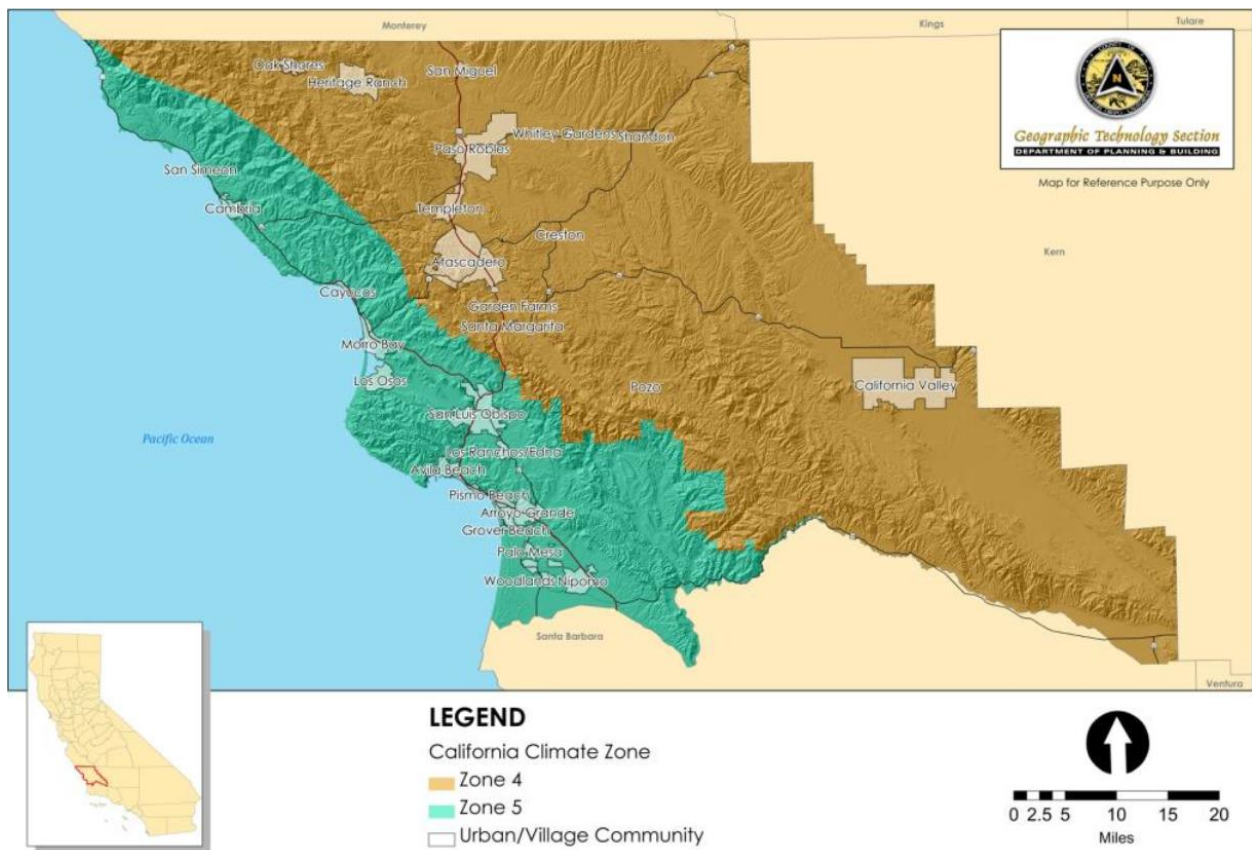 Monterey
Kings
Tulare
Oak Shores
Heritage Ranch
San Miguel
Geographic Technology Section
DEPARTMENT OF PLANNING & BUILDING
Map for Reference Purpose Only
Whitley Gardens
Shandon
Paso Robles
San Simeon
Cambria
Templeton
Creston
Kern
Atascadero
Cayucos
Garden Farms
Santa Margarita
Morro Bay
Los Osos
Pozo
California Valley
San Luis Obispo
Pacific Ocean
Los Ranchos/Edna
Avila Beach
Pismo Beach
Arroyo Grande
Grover Beach
Palo Mesa
Woodlands
Nipomo
Santa Barbara
Ventura
LEGEND
California Climate Zone
Zone 4
Zone 5
Urban/Village Community
0 2.5 5 10 15 20
Miles